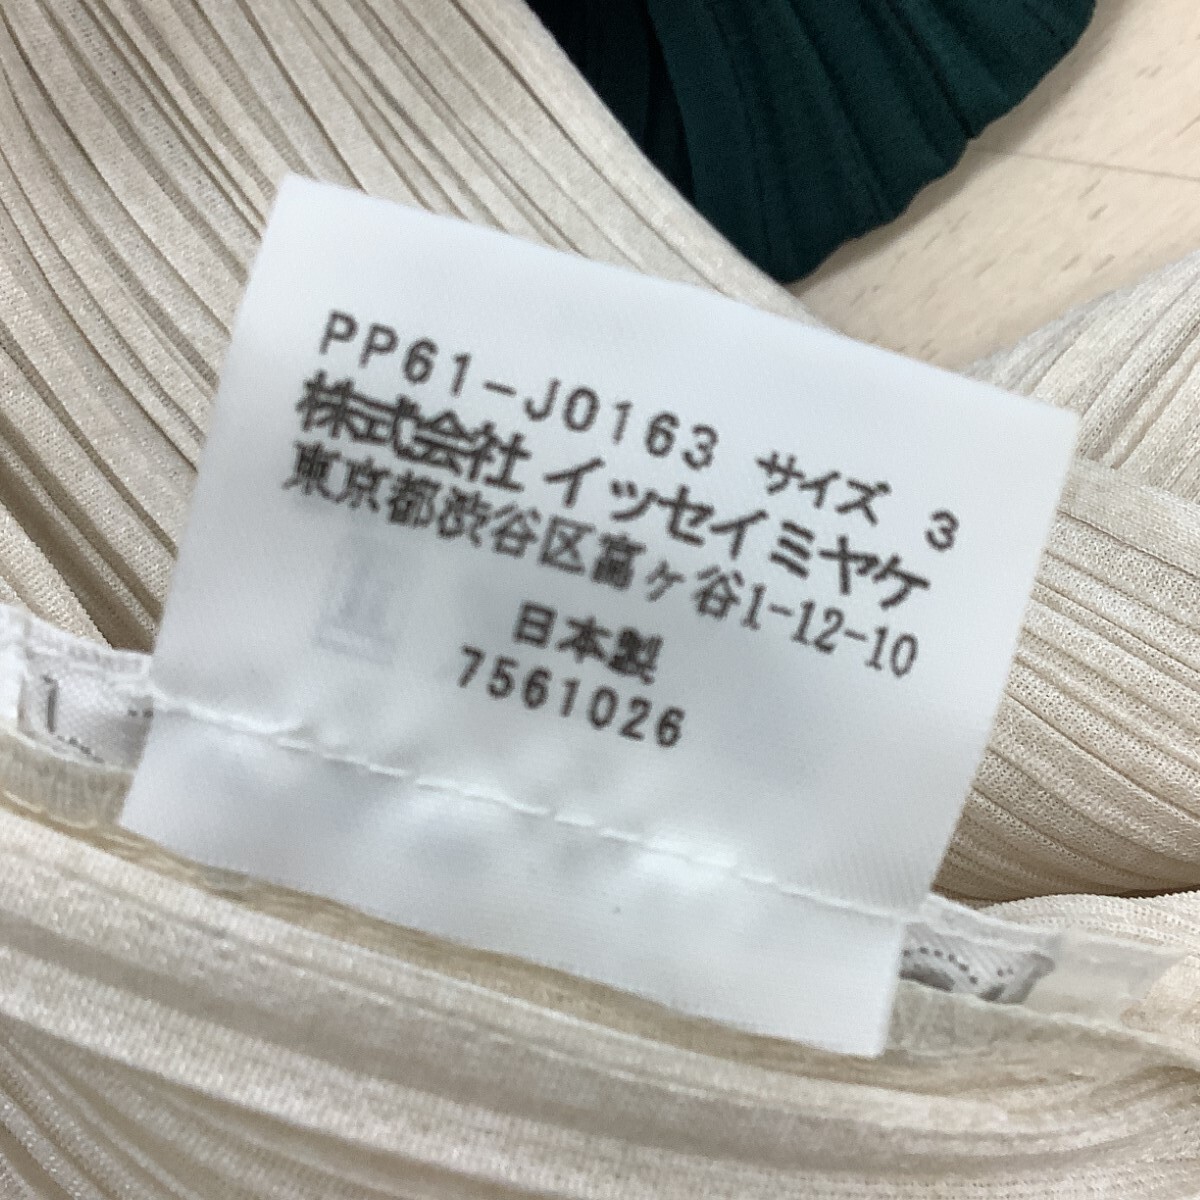 PP61-J0163 サイズ 3
株式会社 イッセイミヤケ
東京都渋谷区富ヶ谷1-12-10
日本製
7561026